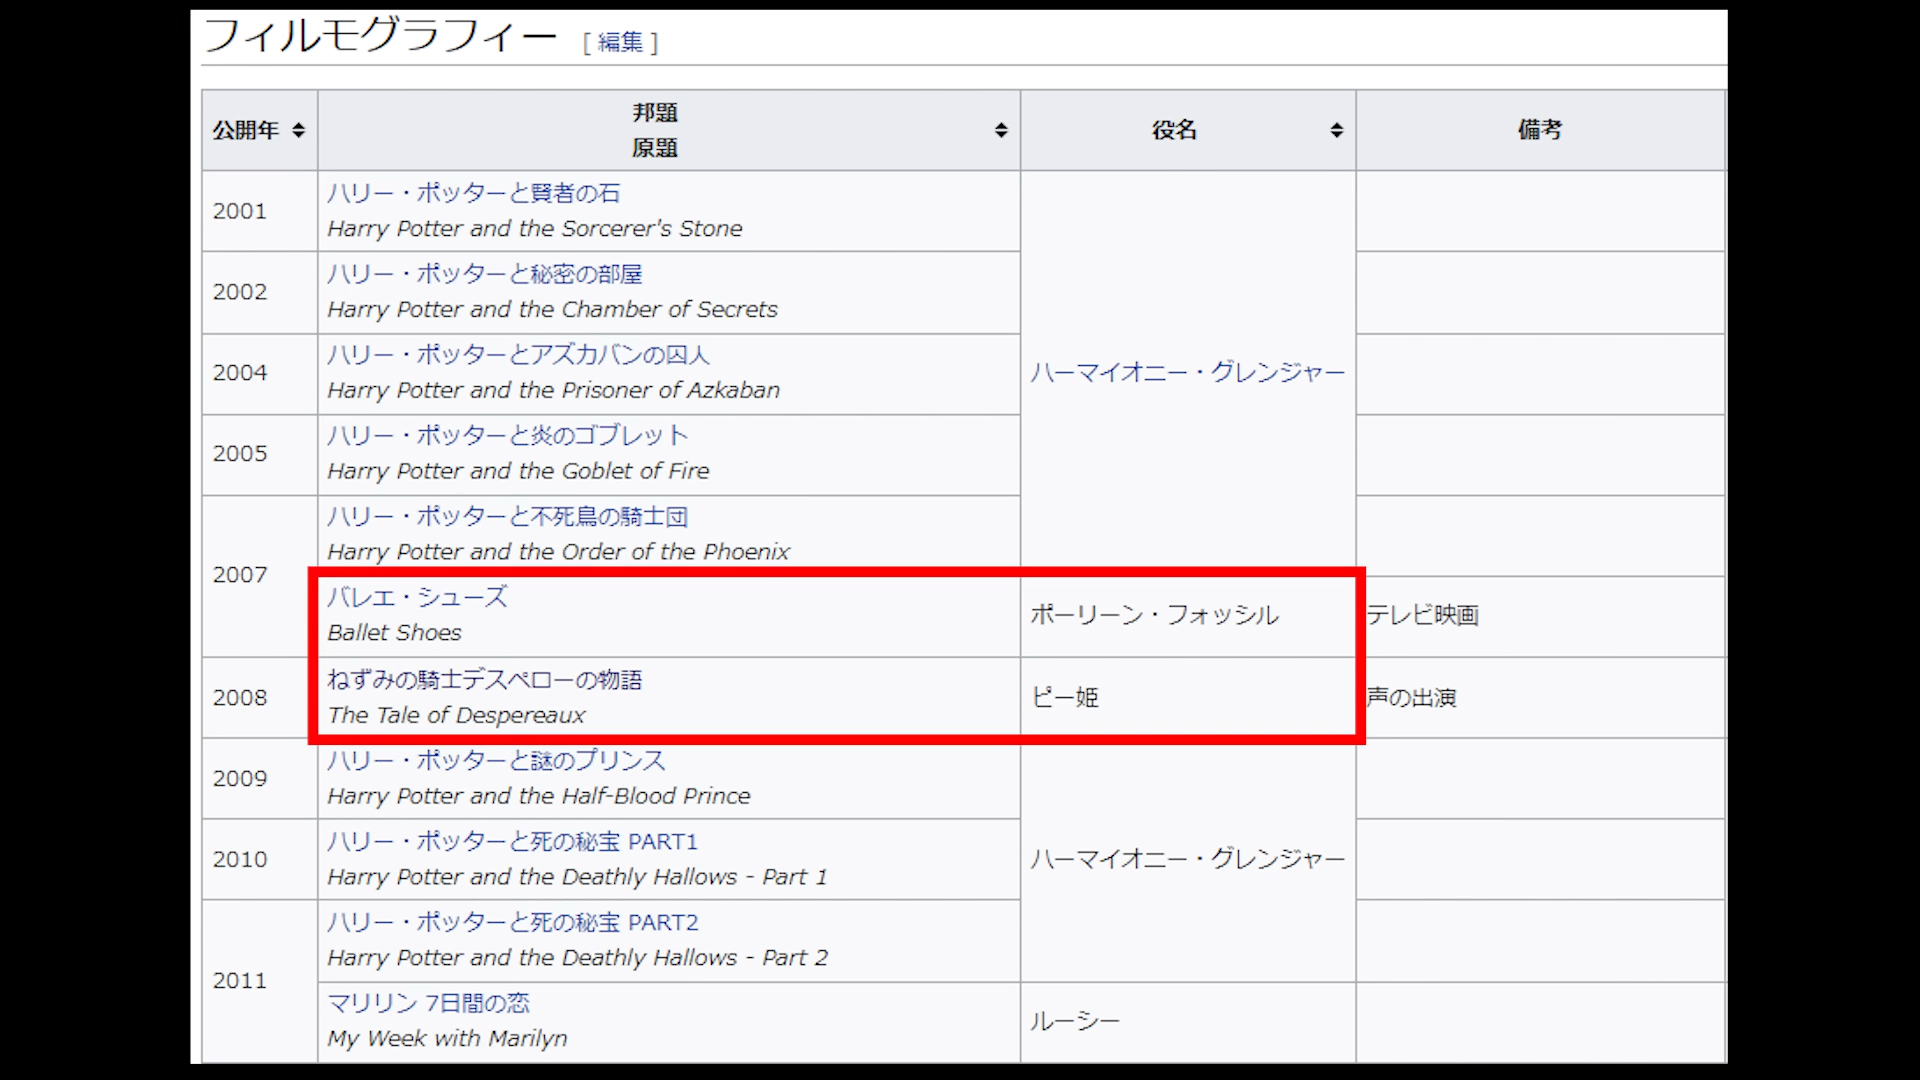 フィルモグラフィー [ 編集 ]
公開年 邦題 役名 備考
原題
2001
ハリー・ポッターと賢者の石
Harry Potter and the Sorcerer's Stone
2002
ハリー・ポッターと秘密の部屋
Harry Potter and the Chamber of Secrets
2004
ハリー・ポッターとアズカバンの囚人
Harry Potter and the Prisoner of Azkaban
ハーマイオニー・グレンジャー
2005
ハリー・ポッターと炎のゴブレット
Harry Potter and the Goblet of Fire
2007
ハリー・ポッターと不死鳥の騎士団
Harry Potter and the Order of the Phoenix
バレエ・シューズ
Ballet Shoes
ポーリーン・フォッシル
テレビ映画
2008
ねずみの騎士デスペローの物語
The Tale of Despereaux
ピー姫
声の出演
2009
ハリー・ポッターと謎のプリンス
Harry Potter and the Half-Blood Prince
2010
ハリー・ポッターと死の秘宝 PART1
Harry Potter and the Deathly Hallows - Part 1
ハーマイオニー・グレンジャー
2011
ハリー・ポッターと死の秘宝 PART2
Harry Potter and the Deathly Hallows - Part 2
マリリン 7日間の恋
My Week with Marilyn
ルーシー